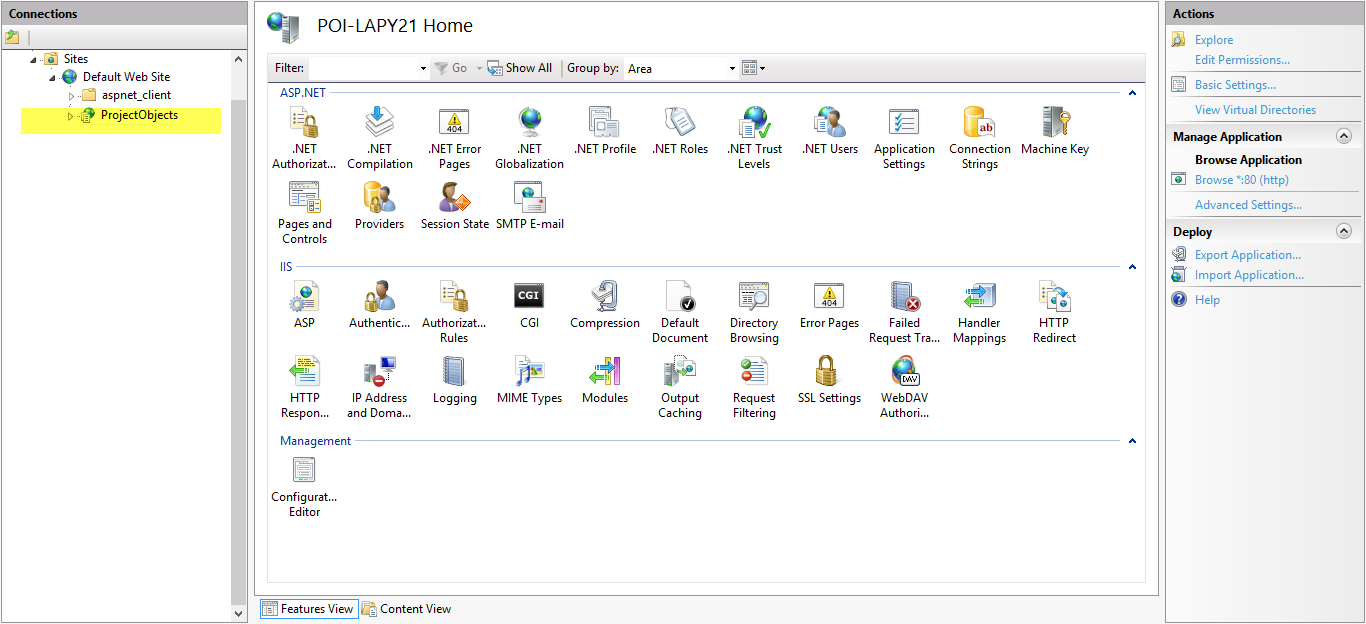 Connections
Sites
Default Web Site
aspnet_client
ProjectObjects
POI-LAPY21 Home
Filter: Go Show All Group by: Area
ASP.NET
.NET Authorizat...
.NET Compilation
404
.NET Error Pages
.NET Globalization
.NET Profile
.NET Roles
.NET Trust Levels
.NET Users
Application Settings
ab
Connection Strings
Machine Key
Pages and Controls
Providers
Session State
SMTP E-mail
IIS
ASP
Authentic...
Authorizat... Rules
CGI
CGI
Compression
Default Document
Directory Browsing
404
Error Pages
Failed Request Tra...
Handler Mappings
HTTP Redirect
HTTP Respon...
IP Address and Doma...
Logging
MIME Types
Modules
Output Caching
Request Filtering
SSL Settings
DAV
WebDAV Authori...
Management
Configurat... Editor
Features View Content View
Actions
Explore
Edit Permissions...
Basic Settings...
View Virtual Directories
Manage Application
Browse Application
Browse *:80 (http)
Advanced Settings...
Deploy
Export Application...
Import Application...
Help